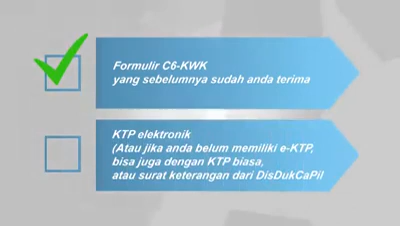 Formulir C6-KWK
yang sebelumnya sudah anda terima
KTP elektronik
(Atau jika anda belum memiliki e-KTP,
bisa juga dengan KTP biasa,
atau surat keterangan dari DisDukCaPil